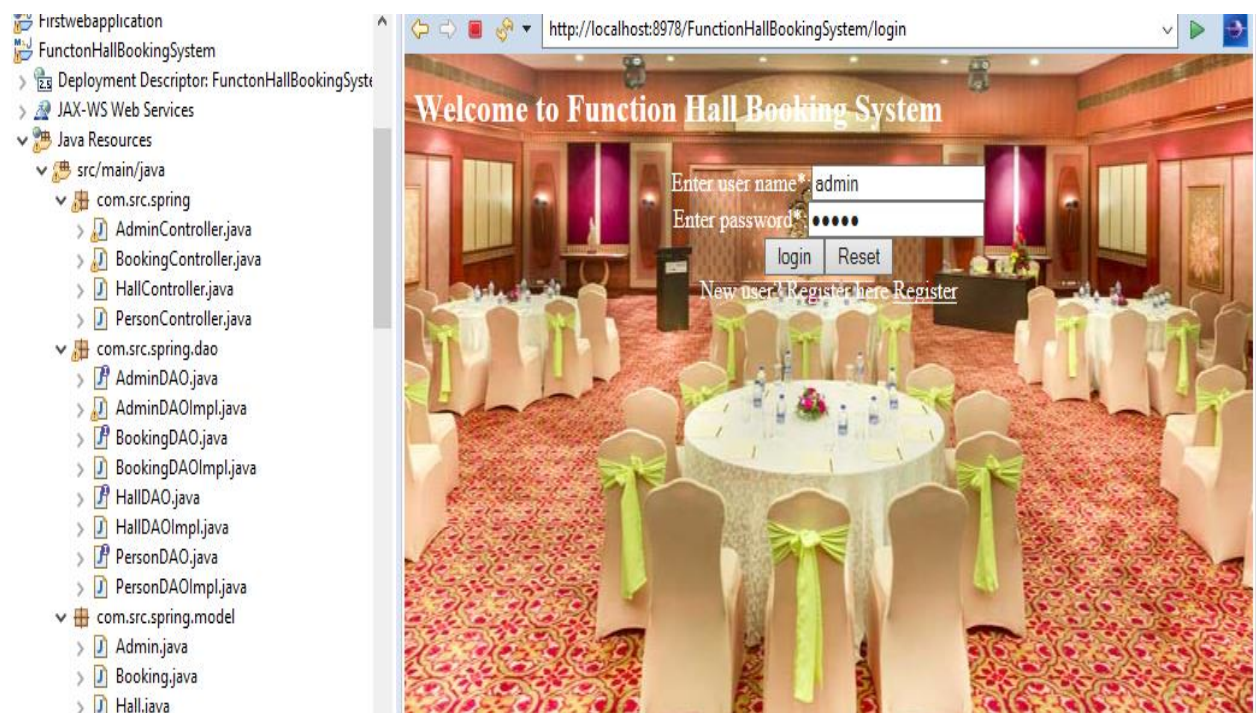 Firstwebapplication
FunctonHallBookingSystem
Deployment Descriptor: FunctonHallBookingSyste
JAX-WS Web Services
Java Resources
src/main/java
com.src.spring
AdminController.java
BookingController.java
HallController.java
PersonController.java
com.src.spring.dao
AdminDAO.java
AdminDAOImpl.java
BookingDAO.java
BookingDAOImpl.java
HallDAO.java
HallDAOImpl.java
PersonDAO.java
PersonDAOImpl.java
com.src.spring.model
Admin.java
Booking.java
Hall.java
http://localhost:8978/FunctionHallBookingSystem/login
Welcome to Function Hall Booking System
Enter user name*: admin
Enter password*: •••••
login Reset
New user? Register here Register